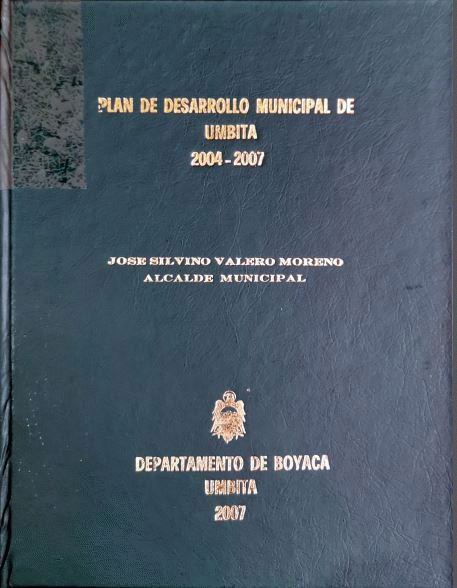 PLAN DE DESARROLLO MUNICIPAL DE
UMBITA
2004-2007
JOSE SILVINO VALERO MORENO
ALCALDE MUNICIPAL
DEPARTAMENTO DE BOYACA
UMBITA
2007